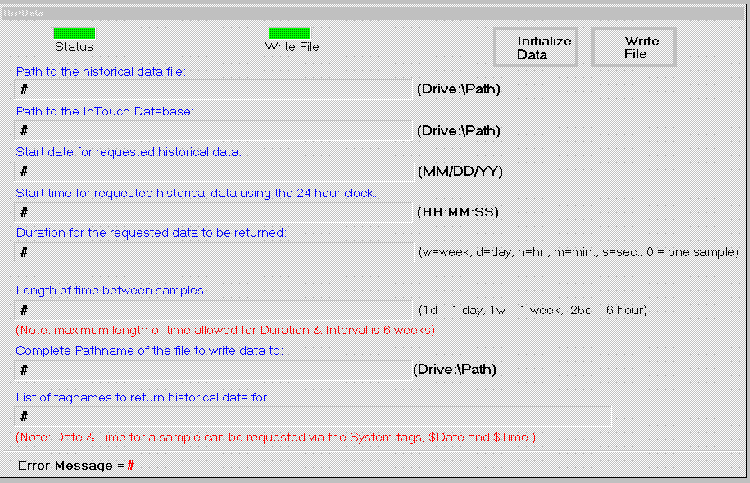 HistData
Status
Write File
Initialize
Data
Write
File
Path to the historical data file:
# (Drive:\Path)
Path to the InTouch Database:
# (Drive:\Path)
Start date for requested historical data:
# (MM/DD/YY)
Start time for requested historical data using the 24 hour clock:
# (HH:MM:SS)
Duration for the requested data to be returned:
# (w=week, d=day, h=hr., m=min., s=sec., 0 = one sample)
Length of time between samples
# (1d = 1 day, 1w = 1 week, .25d = 6 hour)
(Note: maximum length of time allowed for Duration & Interval is 6 weeks)
Complete Pathname of the file to write data to:
# (Drive:\Path)
List of tagnames to return historical data for
#
(Note: Date & Time for a sample can be requested via the System tags, $Date and $Time.)
Error Message = #